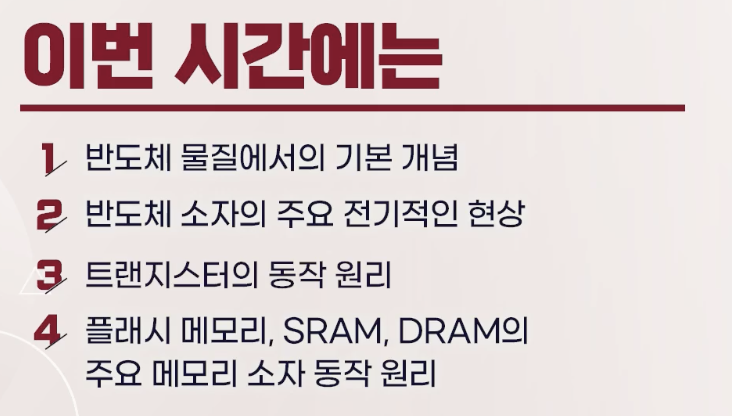 이번 시간에는
1 반도체 물질에서의 기본 개념
2 반도체 소자의 주요 전기적인 현상
3 트랜지스터의 동작 원리
4 플래시 메모리, SRAM, DRAM의
주요 메모리 소자 동작 원리